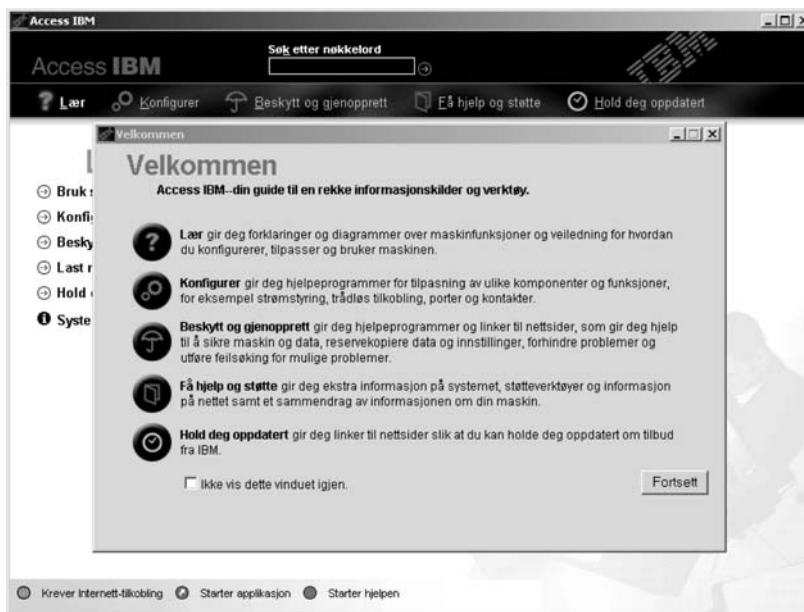 Access IBM
Søk etter nøkkelord
Access IBM
IBM
Lær Konfigurer Beskytt og gjenopprett Få hjelp og støtte Hold deg oppdatert
Velkommen
Velkommen
Access IBM--din guide til en rekke informasjonskilder og verktøy.
Bruk
Lær gir deg forklaringer og diagrammer over maskinfunksjoner og veiledning for hvordan
du konfigurerer, tilpasser og bruker maskinen.
Konfigurer gir deg hjelpeprogrammer for tilpasning av ulike komponenter og funksjoner,
for eksempel strømstyring, trådløs tilkobling, porter og kontakter.
Besky
Last
Hold
Syste
Beskytt og gjenopprett gir deg hjelpeprogrammer og linker til nettsider, som gir deg hjelp
til å sikre maskin og data, reservekopiere data og innstillinger, forhindre problemer og
utføre feilsøking for mulige problemer.
Få hjelp og støtte gir deg ekstra informasjon på systemet, støtteverktøyer og informasjon
på nettet samt et sammendrag av informasjonen om din maskin.
Hold deg oppdatert gir deg linker til nettsider slik at du kan holde deg oppdatert om tilbud
fra IBM.
Ikke vis dette vinduet igjen.
Fortsett
Krever Internett-tilkobling Starter applikasjon Starter hjelpen